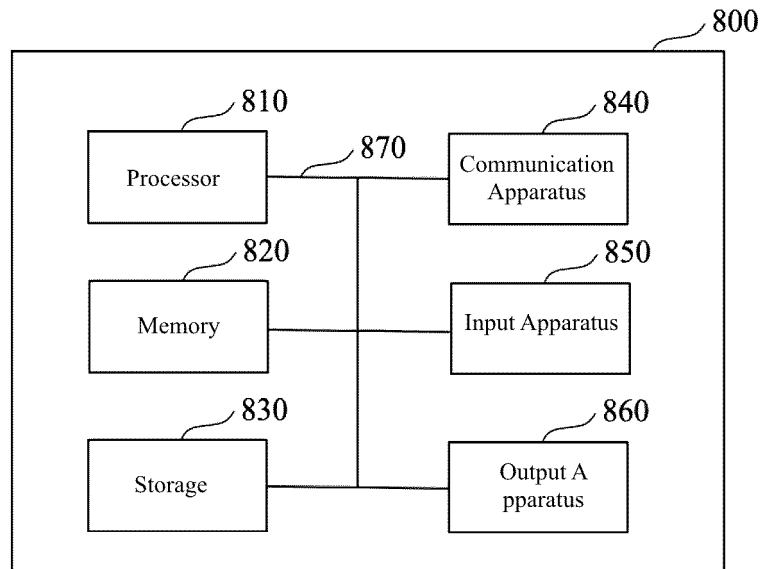 800
810
840
Processor
870
Communication
Apparatus
820
850
Memory
Input Apparatus
830
860
Storage
Output A
pparatus